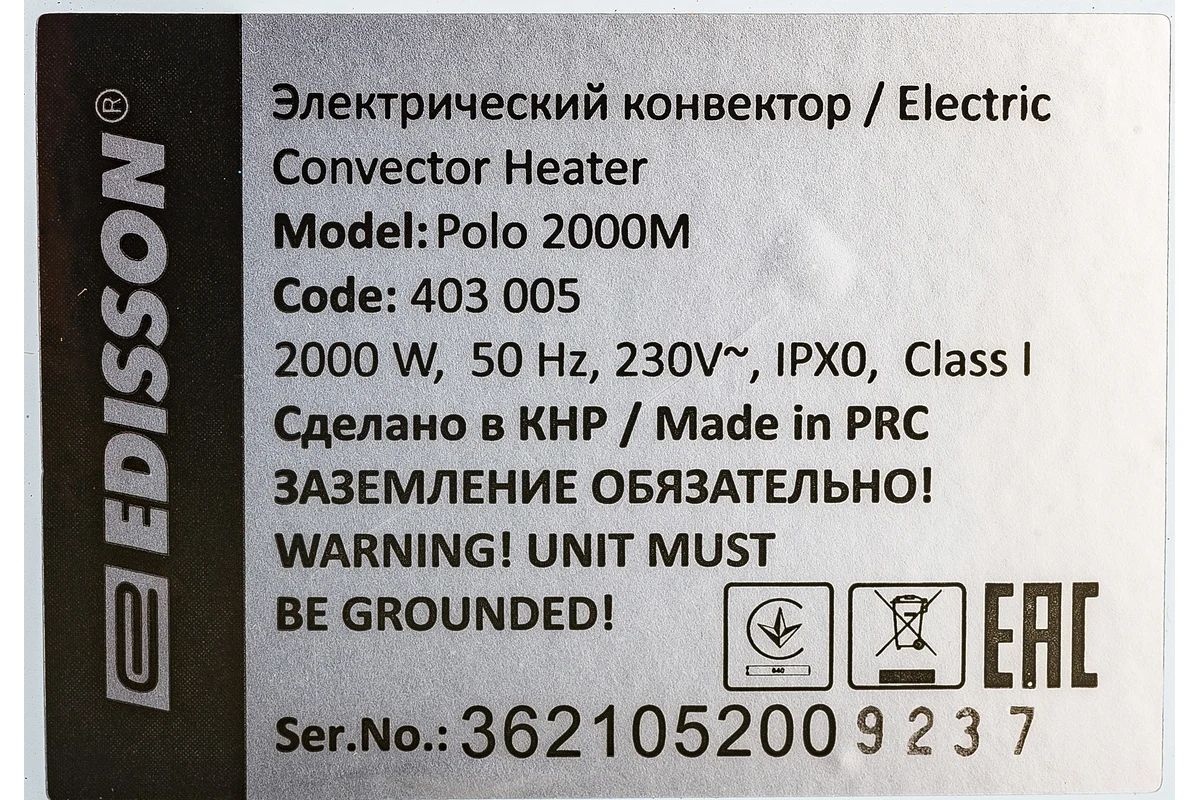 EDISSON®
Электрический конвектор / Electric
Convector Heater
Model: Polo 2000M
Code: 403 005
2000 W, 50 Hz, 230V~, IPX0, Class I
Сделано в КНР / Made in PRC
ЗАЗЕМЛЕНИЕ ОБЯЗАТЕЛЬНО!
WARNING! UNIT MUST
BE GROUNDED!
EAC
Ser.No.: 3621052009237